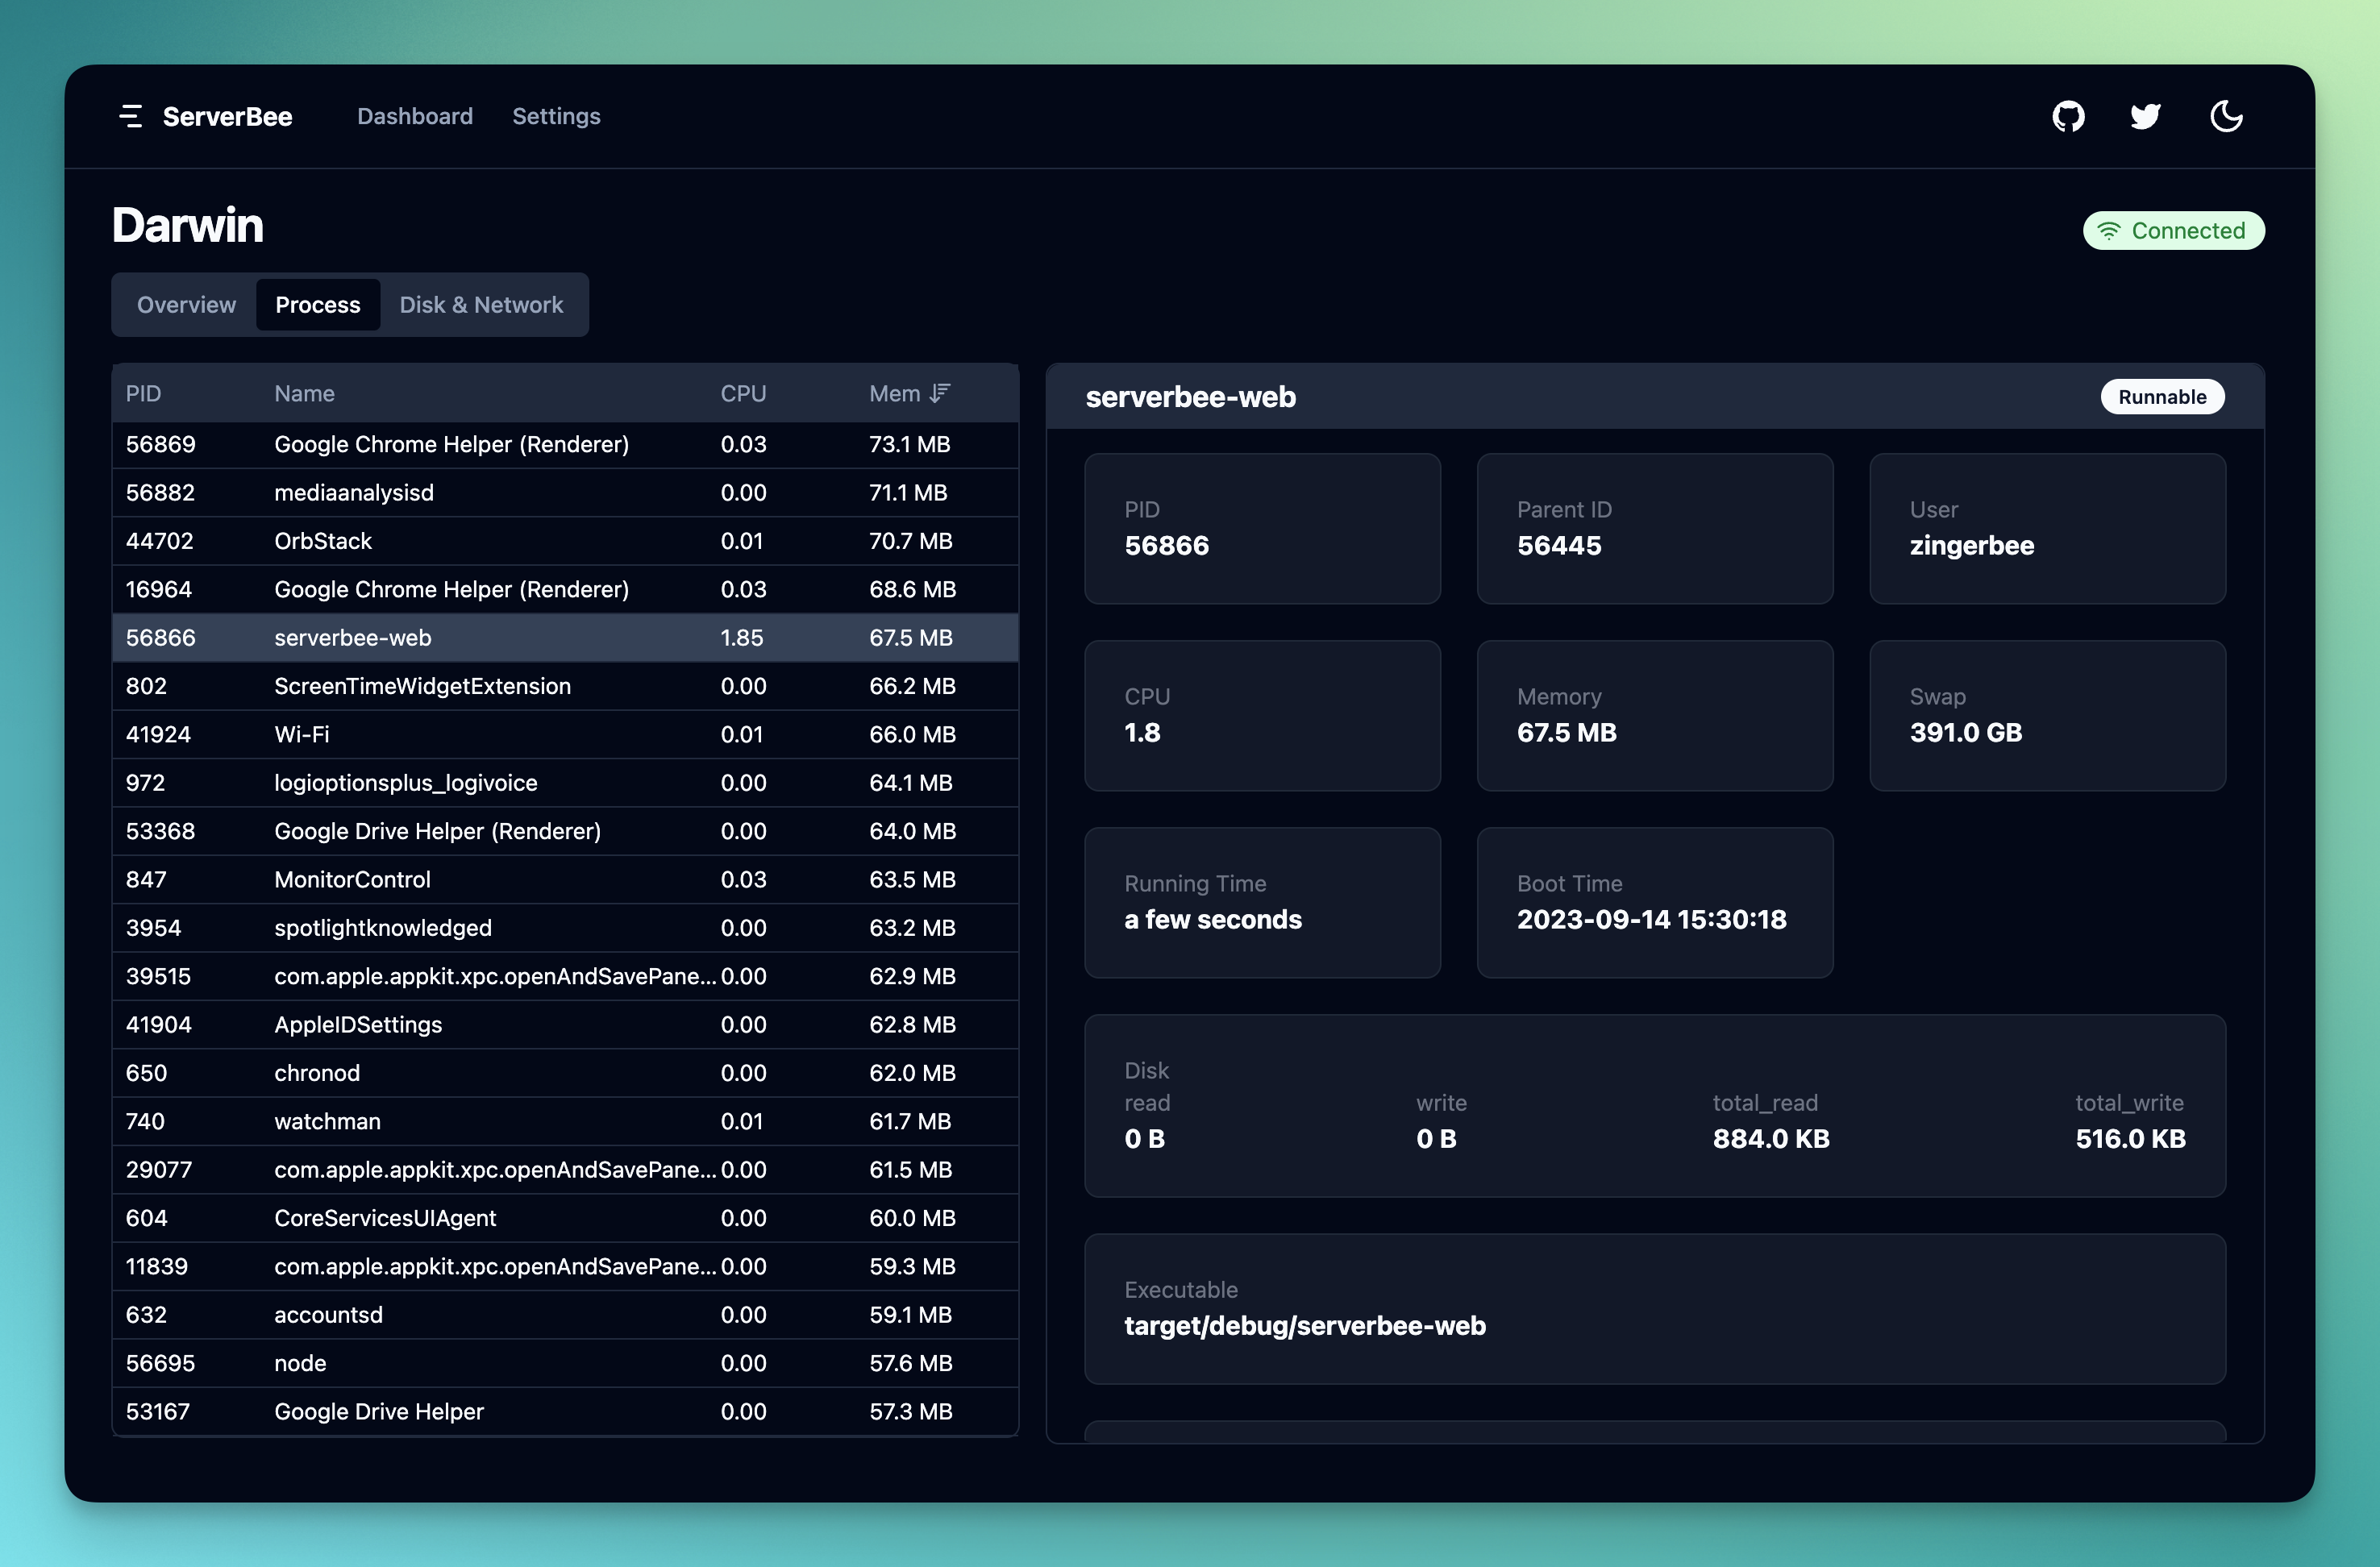 ServerBee Dashboard Settings
Darwin
Connected
Overview Process Disk & Network
PID Name CPU Mem
56869 Google Chrome Helper (Renderer) 0.03 73.1 MB
56882 mediaanalysisd 0.00 71.1 MB
44702 OrbStack 0.01 70.7 MB
16964 Google Chrome Helper (Renderer) 0.03 68.6 MB
56866 serverbee-web 1.85 67.5 MB
802 ScreenTimeWidgetExtension 0.00 66.2 MB
41924 Wi-Fi 0.01 66.0 MB
972 logioptionsplus_logivoice 0.00 64.1 MB
53368 Google Drive Helper (Renderer) 0.00 64.0 MB
847 MonitorControl 0.03 63.5 MB
3954 spotlightknowledged 0.00 63.2 MB
39515 com.apple.appkit.xpc.openAndSavePane... 0.00 62.9 MB
41904 AppleIDSettings 0.00 62.8 MB
650 chronod 0.00 62.0 MB
740 watchman 0.01 61.7 MB
29077 com.apple.appkit.xpc.openAndSavePane... 0.00 61.5 MB
604 CoreServicesUIAgent 0.00 60.0 MB
11839 com.apple.appkit.xpc.openAndSavePane... 0.00 59.3 MB
632 accountsd 0.00 59.1 MB
56695 node 0.00 57.6 MB
53167 Google Drive Helper 0.00 57.3 MB
serverbee-web Runnable
PID
56866
Parent ID
56445
User
zingerbee
CPU
1.8
Memory
67.5 MB
Swap
391.0 GB
Running Time
a few seconds
Boot Time
2023-09-14 15:30:18
Disk
read write total_read total_write
0 B 0 B 884.0 KB 516.0 KB
Executable
target/debug/serverbee-web